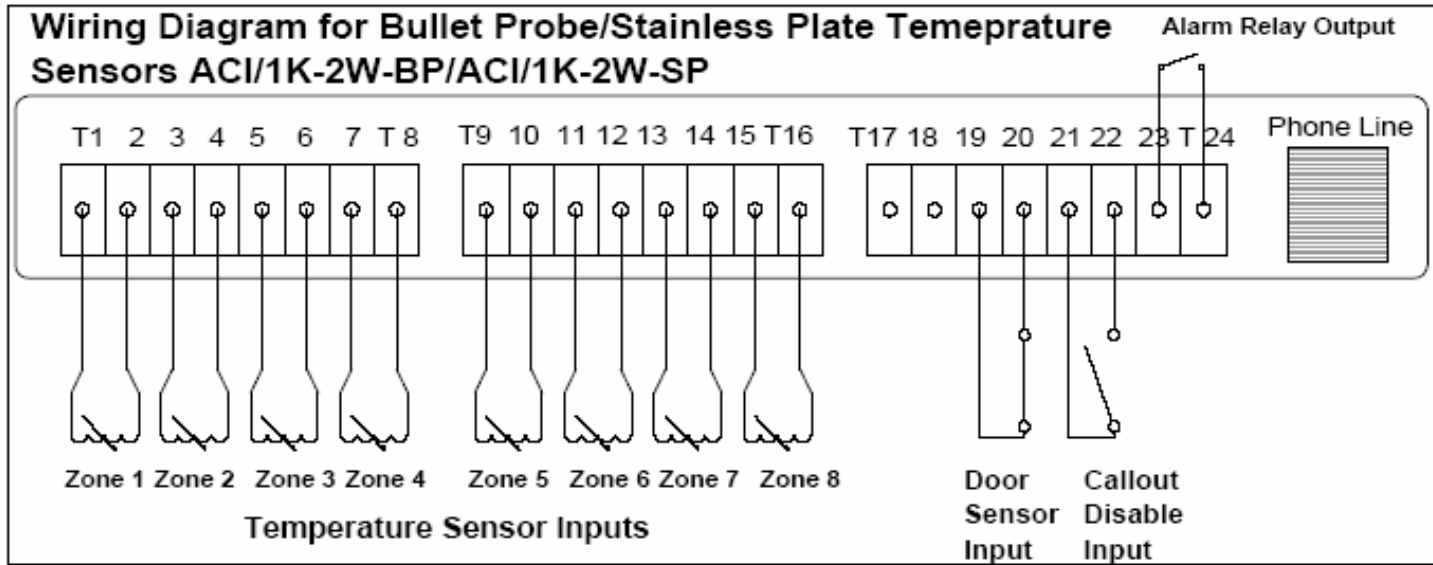 Wiring Diagram for Bullet Probe/Stainless Plate Temeprature
Sensors ACI/1K-2W-BP/ACI/1K-2W-SP
Alarm Relay Output
T1 2 3 4 5 6 7 T 8
T9 10 11 12 13 14 15 T16
T17 18 19 20 21 22 23 T 24
Phone Line
Zone 1 Zone 2 Zone 3 Zone 4
Zone 5 Zone 6 Zone 7 Zone 8
Temperature Sensor Inputs
Door
Sensor
Input
Callout
Disable
Input